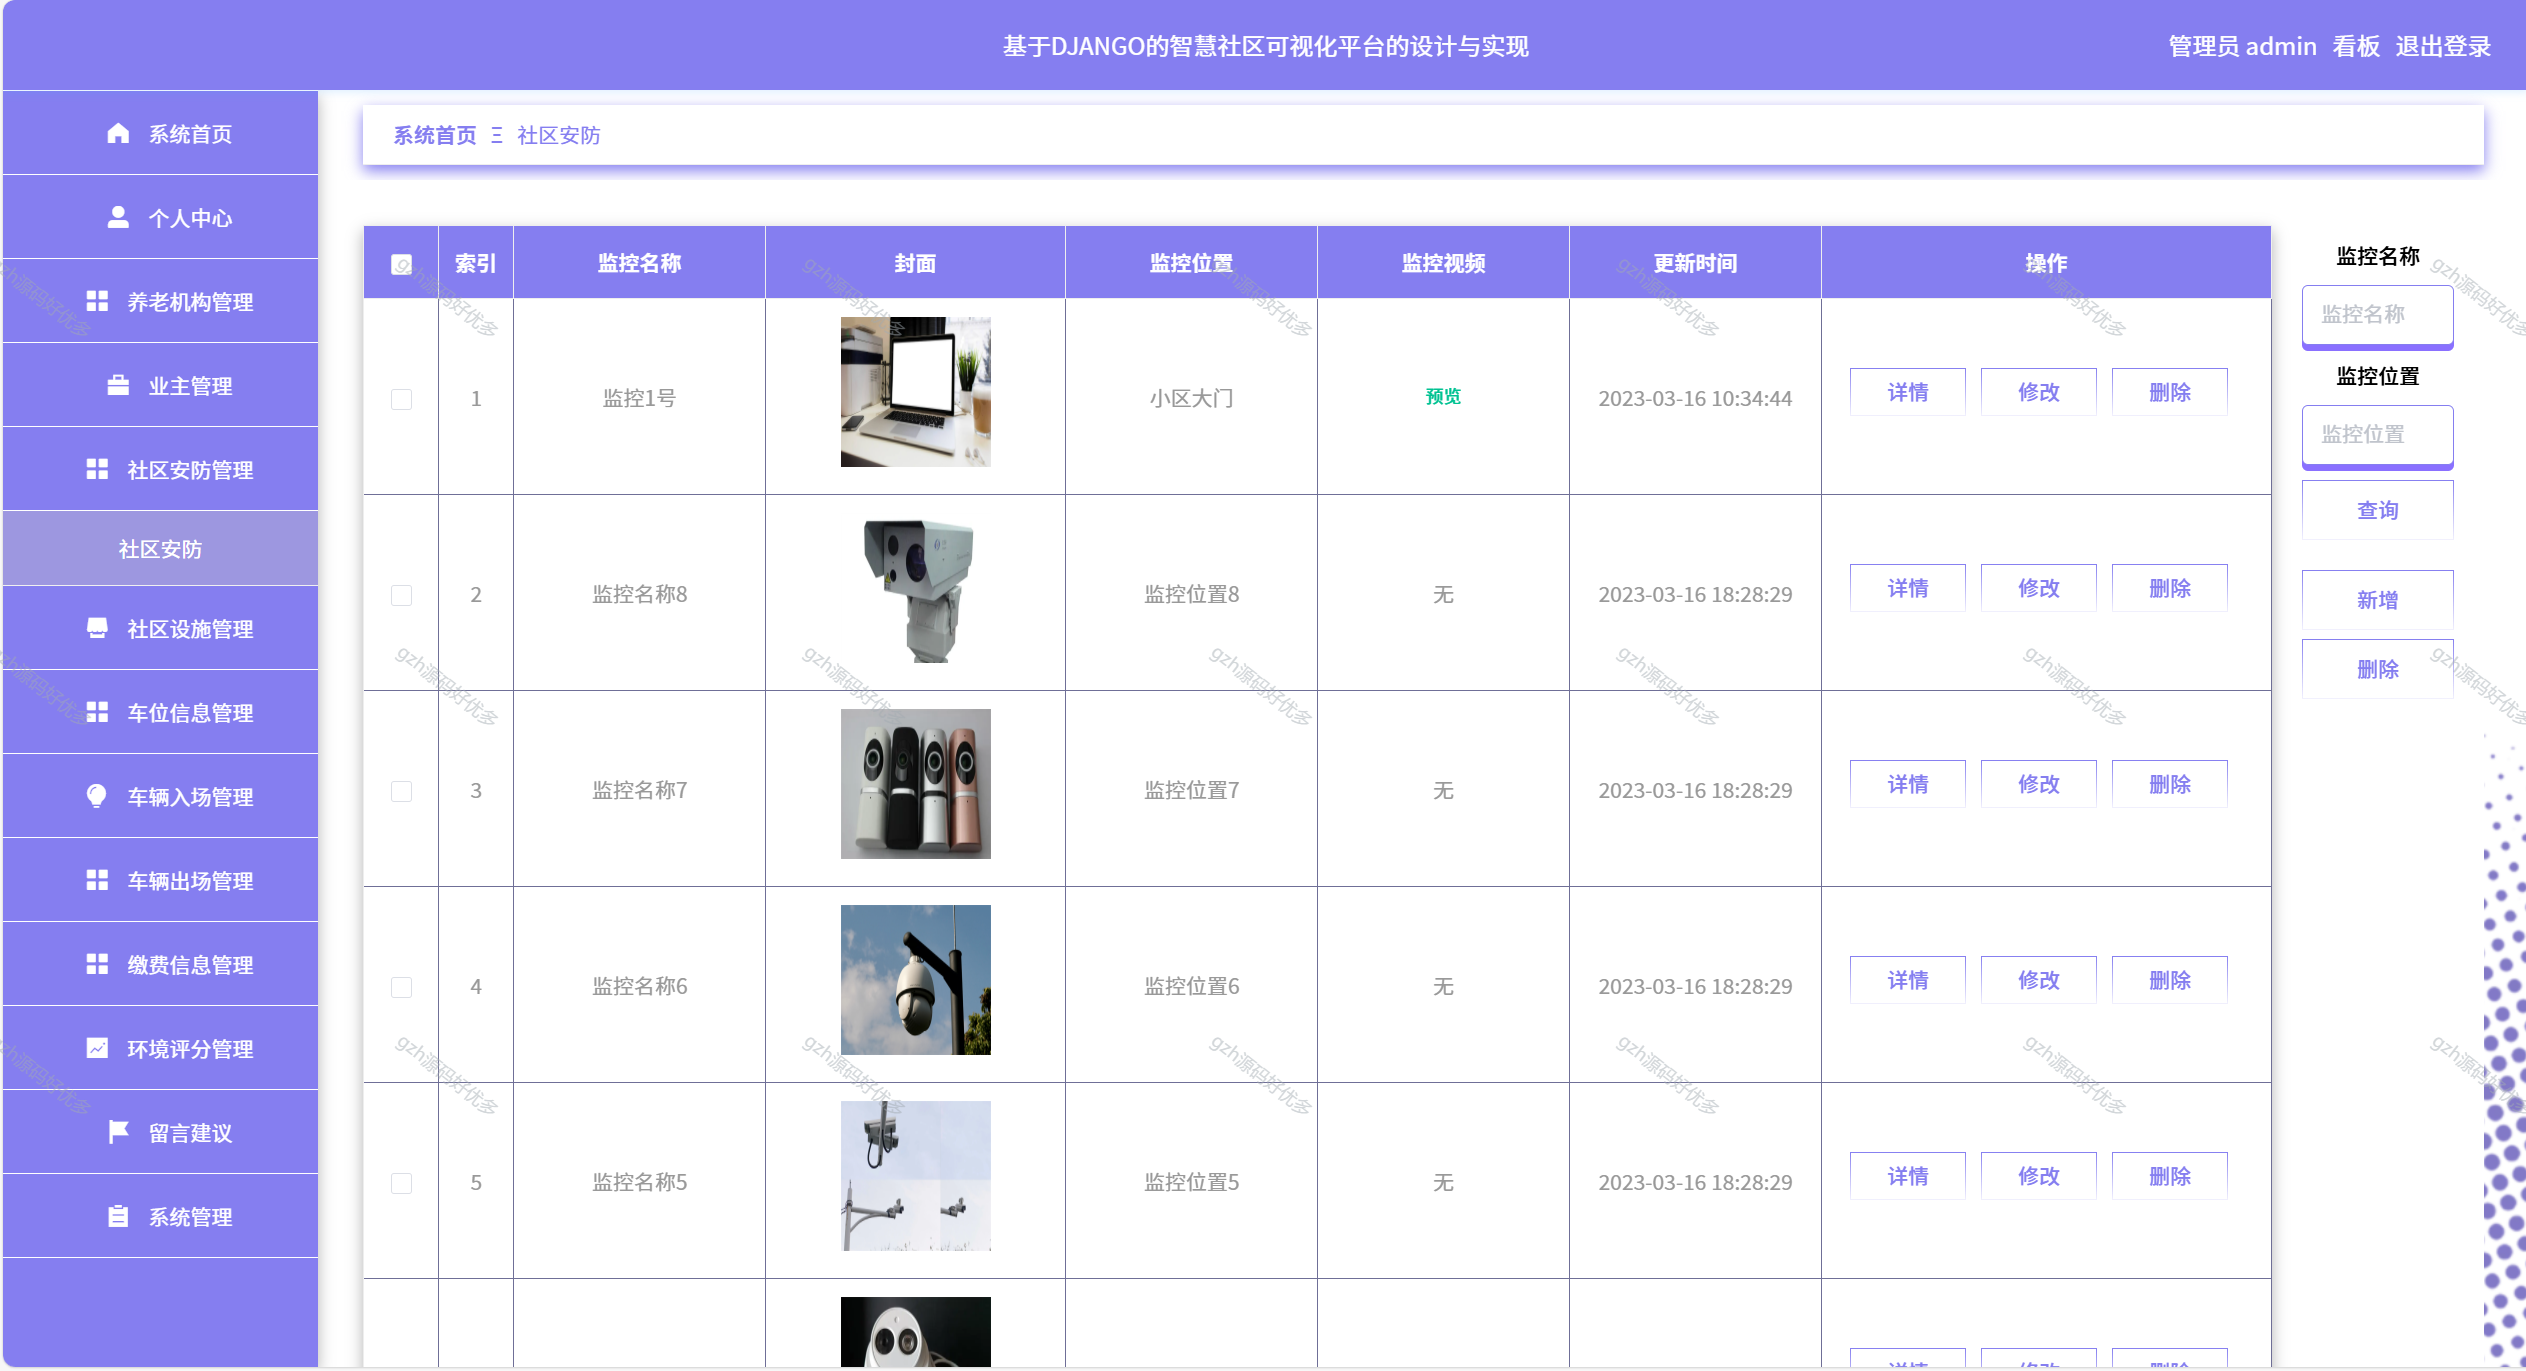 基于DJANGO的智慧社区可视化平台的设计与实现
管理员 admin 看板 退出登录
系统首页
个人中心
养老机构管理
业主管理
社区安防管理
社区安防
社区设施管理
车位信息管理
车辆入场管理
车辆出场管理
缴费信息管理
环境评分管理
留言建议
系统管理
系统首页 Ξ 社区安防
索引 监控名称 封面 监控位置 监控视频 更新时间 操作
1 监控1号 小区大门 预览 2023-03-16 10:34:44 详情 修改 删除
2 监控名称8 监控位置8 无 2023-03-16 18:28:29 详情 修改 删除
3 监控名称7 监控位置7 无 2023-03-16 18:28:29 详情 修改 删除
4 监控名称6 监控位置6 无 2023-03-16 18:28:29 详情 修改 删除
5 监控名称5 监控位置5 无 2023-03-16 18:28:29 详情 修改 删除
详情 修改 删除
监控名称
监控名称
监控位置
监控位置
查询
新增
删除
gzh源码好优多